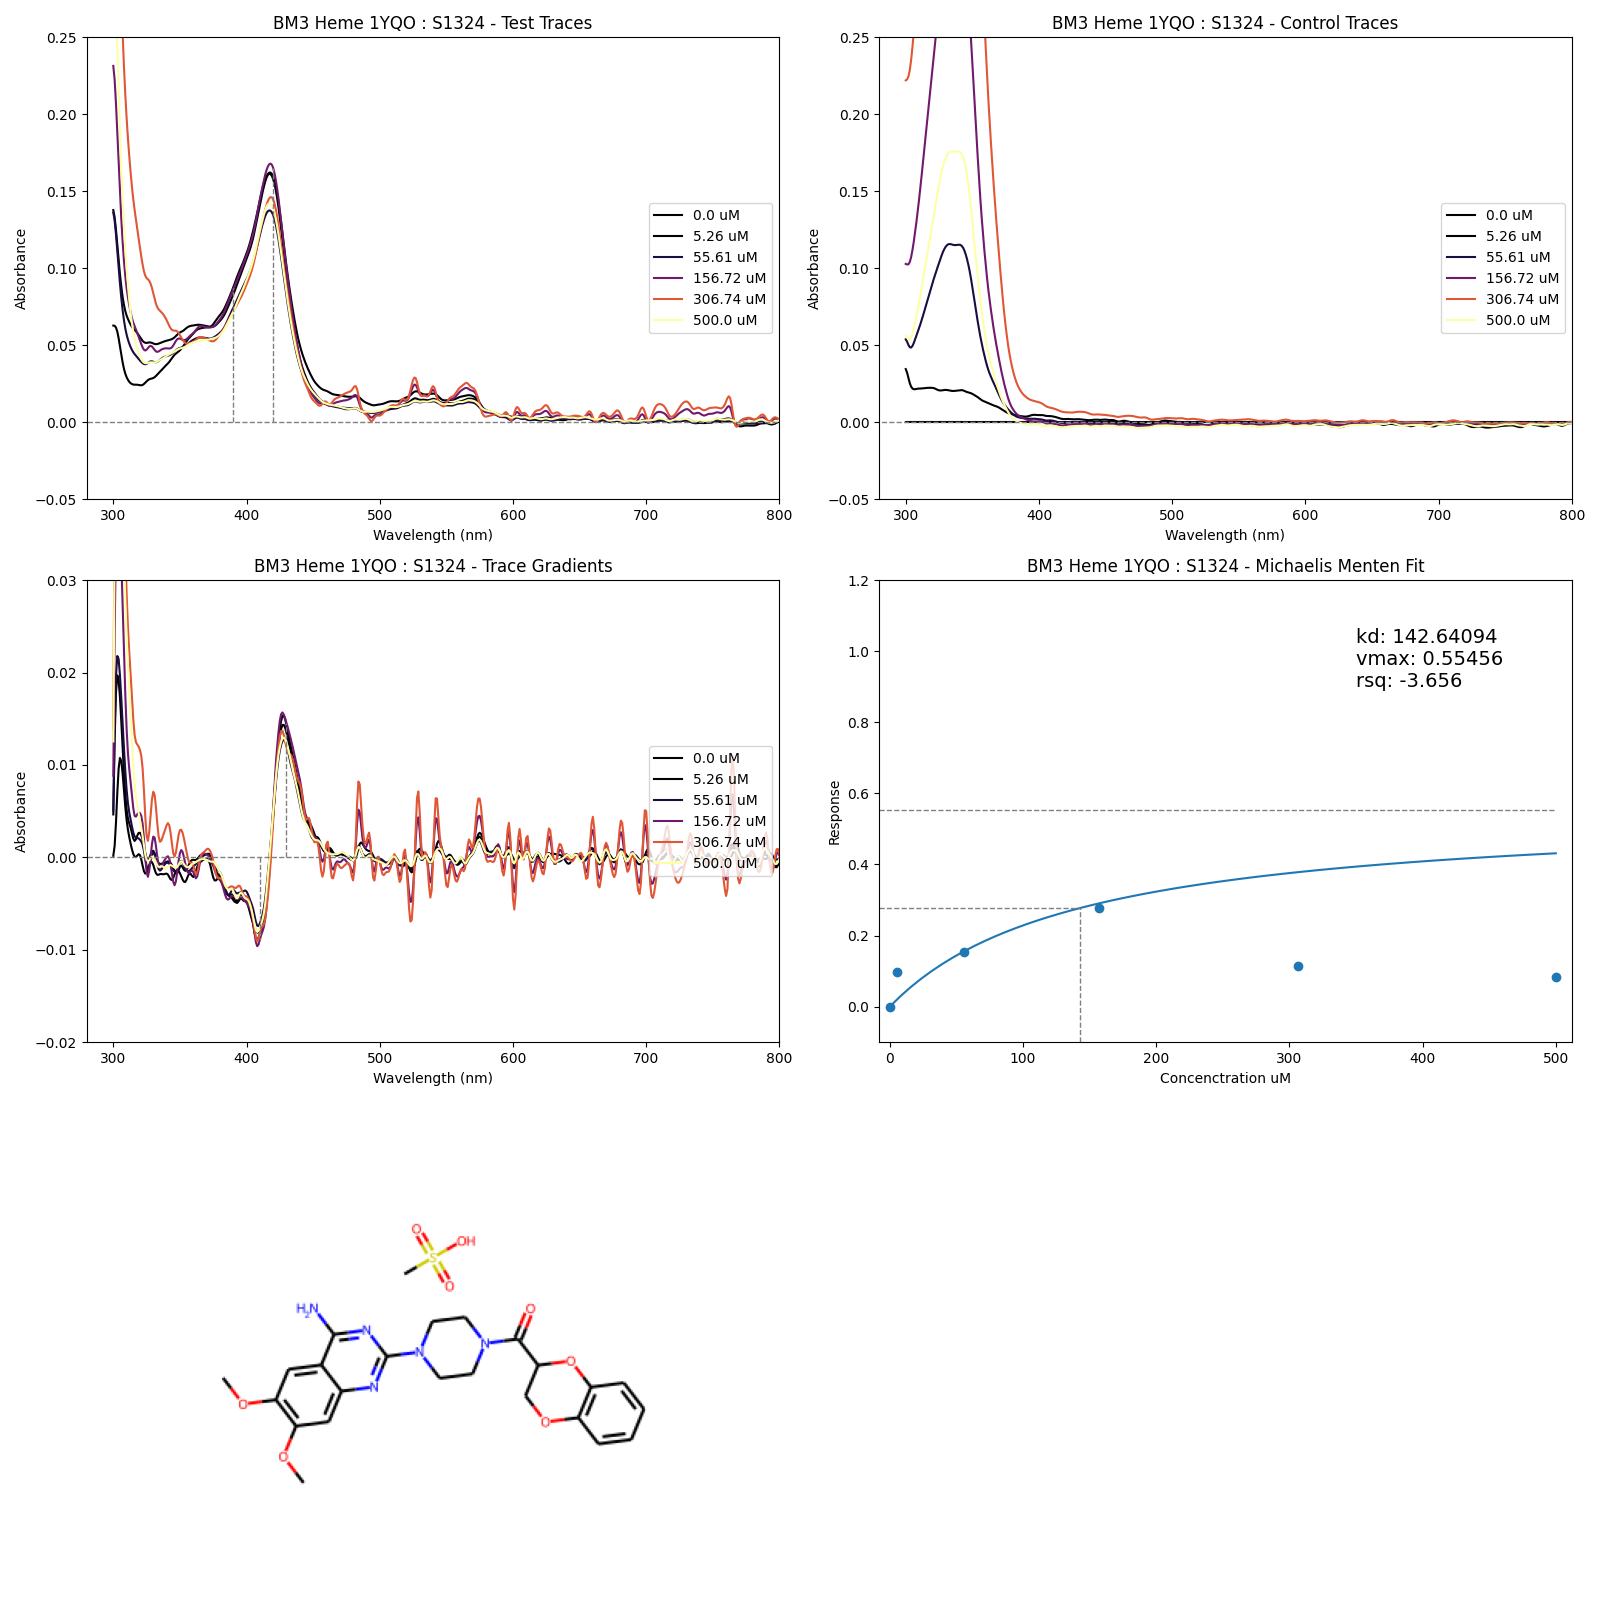 BM3 Heme 1YQO : S1324 - Test Traces
0.25
0.20
0.15
0.10
0.05
0.00
−0.05
Absorbance
300 400 500 600 700 800
Wavelength (nm)
0.0 uM
5.26 uM
55.61 uM
156.72 uM
306.74 uM
500.0 uM
BM3 Heme 1YQO : S1324 - Control Traces
0.25
0.20
0.15
0.10
0.05
0.00
−0.05
Absorbance
300 400 500 600 700 800
Wavelength (nm)
0.0 uM
5.26 uM
55.61 uM
156.72 uM
306.74 uM
500.0 uM
BM3 Heme 1YQO : S1324 - Trace Gradients
0.03
0.02
0.01
0.00
−0.01
−0.02
Absorbance
300 400 500 600 700 800
Wavelength (nm)
0.0 uM
5.26 uM
55.61 uM
156.72 uM
306.74 uM
500.0 uM
BM3 Heme 1YQO : S1324 - Michaelis Menten Fit
1.2
1.0
0.8
0.6
0.4
0.2
0.0
Response
kd: 142.64094
vmax: 0.55456
rsq: -3.656
0 100 200 300 400 500
Concenctration uM
O
OH
S
O
H2N
N
N
N
N
O
O
O
O
O